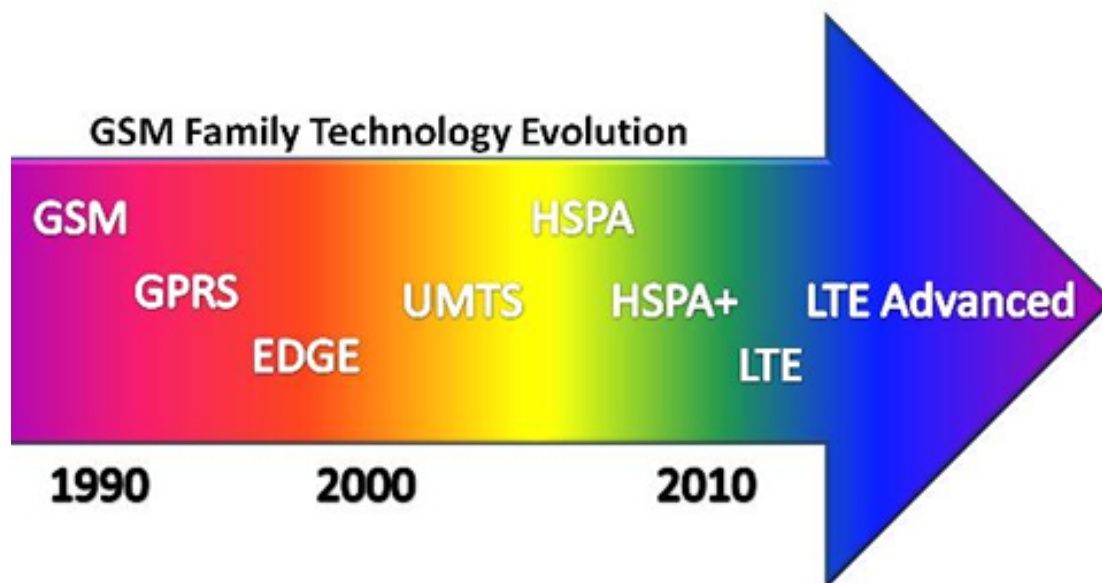 GSM Family Technology Evolution
GSM
HSPA
GPRS
UMTS
HSPA+
LTE Advanced
EDGE
LTE
1990
2000
2010